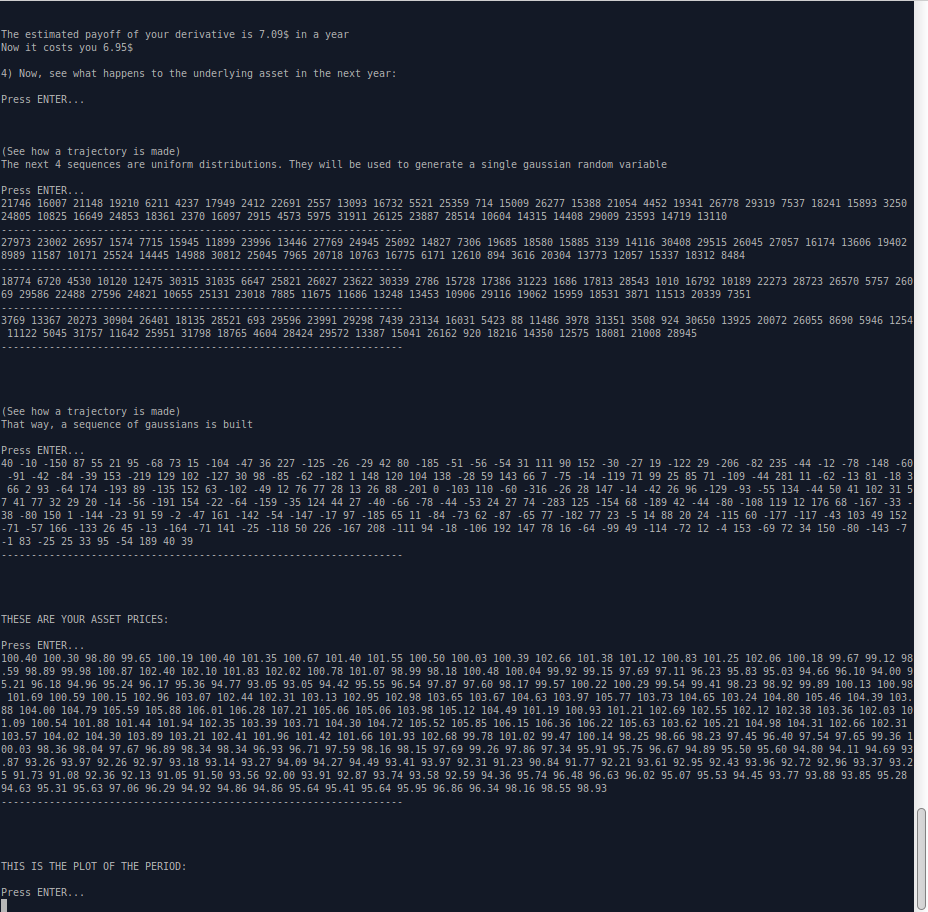 The estimated payoff of your derivative is 7.09$ in a year
Now it costs you 6.95$
4) Now, see what happens to the underlying asset in the next year:
Press ENTER...
(See how a trajectory is made)
The next 4 sequences are uniform distributions. They will be used to generate a single gaussian random variable
Press ENTER...
21746 16007 21148 19210 6211 4237 17949 2412 22691 2557 13093 16732 5521 25359 714 15009 26277 15388 21054 4452 19341 26778 29319 7537 18241 15893 3250
24805 10825 16649 24853 18361 2370 16097 2915 4573 5975 31911 26125 23887 28514 10604 14315 14408 29009 23593 14719 13110
-------------------------------------------------------------------
27973 23002 26957 1574 7715 15945 11899 23996 13446 27769 24945 25092 14827 7306 19685 18580 15885 3139 14116 30408 29515 26045 27057 16174 13606 19402
8989 11587 10171 25524 14445 14988 30812 25045 7965 20718 10763 16775 6171 12610 894 3616 20304 13773 12057 15337 18312 8484
-------------------------------------------------------------------
18774 6720 4530 10120 12475 30315 31035 6647 25821 26027 23622 30339 2786 15728 17386 31223 1686 17813 28543 1010 16792 10189 22273 28723 26570 5757 260
69 29586 22488 27596 24821 10655 25131 23018 7885 11675 11686 13248 13453 10906 29116 19062 15959 18531 3871 11513 20339 7351
-------------------------------------------------------------------
3769 13367 20273 30904 26401 18135 28521 693 29596 23991 29298 7439 23134 16031 5423 88 11486 3978 31351 3508 924 30650 13925 20072 26055 8690 5946 1254
11122 5045 31757 11642 25951 31798 18765 4604 28424 29572 13387 15041 26162 920 18216 14350 12575 18081 21008 28945
-------------------------------------------------------------------
(See how a trajectory is made)
That way, a sequence of gaussians is built
Press ENTER...
40 -10 -150 87 55 21 95 -68 73 15 -104 -47 36 227 -125 -26 -29 42 80 -185 -51 -56 -54 31 111 90 152 -30 -27 19 -122 29 -206 -82 235 -44 -12 -78 -148 -60
-91 -42 -84 -39 153 -219 129 102 -127 30 98 -85 -62 -182 1 148 120 104 138 -28 59 143 66 7 -75 -14 -119 71 99 25 85 71 -109 -44 281 11 -62 -13 81 -18 3
66 2 93 -64 174 -193 89 -135 152 63 -102 -49 12 76 77 28 13 26 88 -201 0 -103 110 -60 -316 -26 28 147 -14 -42 26 96 -129 -93 -55 134 -44 50 41 102 31 5
7 41 77 32 29 20 -14 -56 -191 154 -22 -64 -159 -35 124 44 27 -40 -66 -78 -44 -53 24 27 74 -283 125 -154 68 -189 42 -44 -80 -108 119 12 176 68 -167 -33 -
38 -80 150 1 -144 -23 91 59 -2 -47 161 -142 -54 -147 -17 97 -185 65 11 -84 -73 62 -87 -65 77 -182 77 23 -5 14 88 20 24 -115 60 -177 -117 -43 103 49 152
-71 -57 166 -133 26 45 -13 -164 -71 141 -25 -118 50 226 -167 208 -111 94 -18 -106 192 147 78 16 -64 -99 49 -114 -72 12 -4 153 -69 72 34 150 -80 -143 -7
-1 83 -25 25 33 95 -54 189 40 39
-------------------------------------------------------------------
THESE ARE YOUR ASSET PRICES:
Press ENTER...
100.40 100.30 98.80 99.65 100.19 100.40 101.35 100.67 101.40 101.55 100.50 100.03 100.39 102.66 101.38 101.12 100.83 101.25 102.06 100.18 99.67 99.12 98
.59 98.89 99.98 100.87 102.40 102.10 101.83 102.02 100.78 101.07 98.99 98.18 100.48 100.04 99.92 99.15 97.69 97.11 96.23 95.83 95.03 94.66 96.10 94.00 9
5.21 96.18 94.96 95.24 96.17 95.36 94.77 93.05 93.05 94.42 95.55 96.54 97.87 97.60 98.17 99.57 100.22 100.29 99.54 99.41 98.23 98.92 99.89 100.13 100.98
101.69 100.59 100.15 102.96 103.07 102.44 102.31 103.13 102.95 102.98 103.65 103.67 104.63 103.97 105.77 103.73 104.65 103.24 104.80 105.46 104.39 103.
88 104.00 104.79 105.59 105.88 106.01 106.28 107.21 105.06 105.06 103.98 105.12 104.49 101.19 100.93 101.21 102.69 102.55 102.12 102.38 103.36 102.03 10
1.09 100.54 101.88 101.44 101.94 102.35 103.39 103.71 104.30 104.72 105.52 105.85 106.15 106.36 106.22 105.63 103.62 105.21 104.98 104.31 102.66 102.31
103.57 104.02 104.30 103.89 103.21 102.41 101.96 101.42 101.66 101.93 102.68 99.78 101.02 99.47 100.14 98.25 98.66 98.23 97.45 96.40 97.54 97.65 99.36 1
00.03 98.36 98.04 97.67 96.89 98.34 98.34 96.93 96.71 97.59 98.16 98.15 97.69 99.26 97.86 97.34 95.91 95.75 96.67 94.89 95.50 95.60 94.80 94.11 94.69 93
.87 93.26 93.97 92.26 92.97 93.18 93.14 93.27 94.09 94.27 94.49 93.41 93.97 92.31 91.23 90.84 91.77 92.21 93.61 92.95 92.43 93.96 92.72 92.96 93.37 93.2
5 91.73 91.08 92.36 92.13 91.05 91.50 93.56 92.00 93.91 92.87 93.74 93.58 92.59 94.36 95.74 96.48 96.63 96.02 95.07 95.53 94.45 93.77 93.88 93.85 95.28
94.63 95.31 95.63 97.06 96.29 94.92 94.86 94.86 95.64 95.41 95.64 95.95 96.86 96.34 98.16 98.55 98.93
-------------------------------------------------------------------
THIS IS THE PLOT OF THE PERIOD:
Press ENTER...